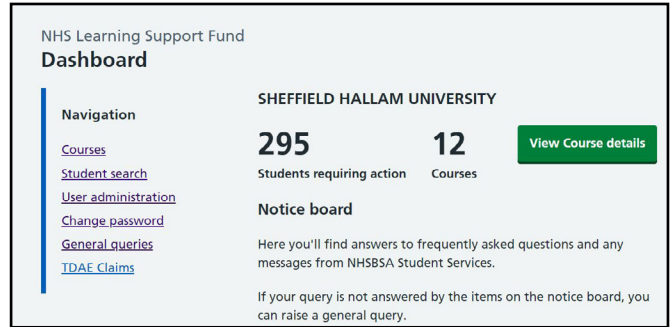 NHS Learning Support Fund
Dashboard
Navigation
Courses
Student search
User administration
Change password
General queries
TDAE Claims
SHEFFIELD HALLAM UNIVERSITY
295
Students requiring action
12
Courses
View Course details
Notice board
Here you'll find answers to frequently asked questions and any
messages from NHSBSA Student Services.
If your query is not answered by the items on the notice board, you
can raise a general query.